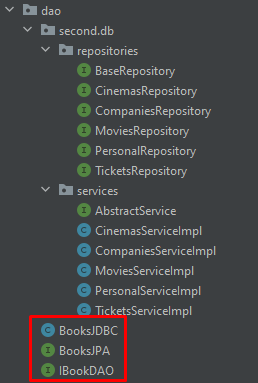 dao
second.db
repositories
I BaseRepository
I CinemasRepository
I CompaniesRepository
I MoviesRepository
I PersonalRepository
I TicketsRepository
services
I AbstractService
C CinemasServiceImpl
C CompaniesServiceImpl
C MoviesServiceImpl
C PersonalServiceImpl
C TicketsServiceImpl
C BooksJDBC
I BooksJPA
I IBookDAO